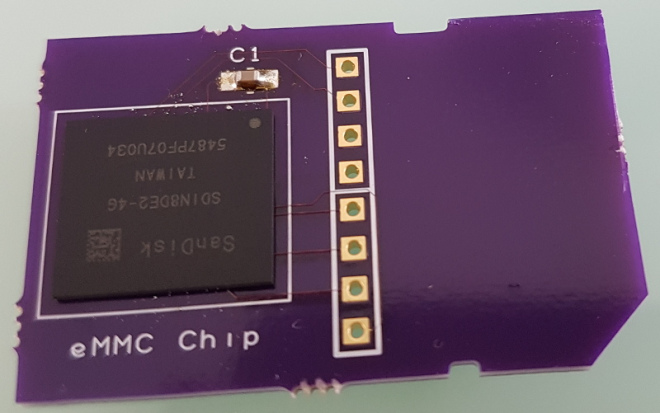 C1
SanDisk
SDIN8DE2-4G
TAIWAN
5487PF07U034
eMMC Chip